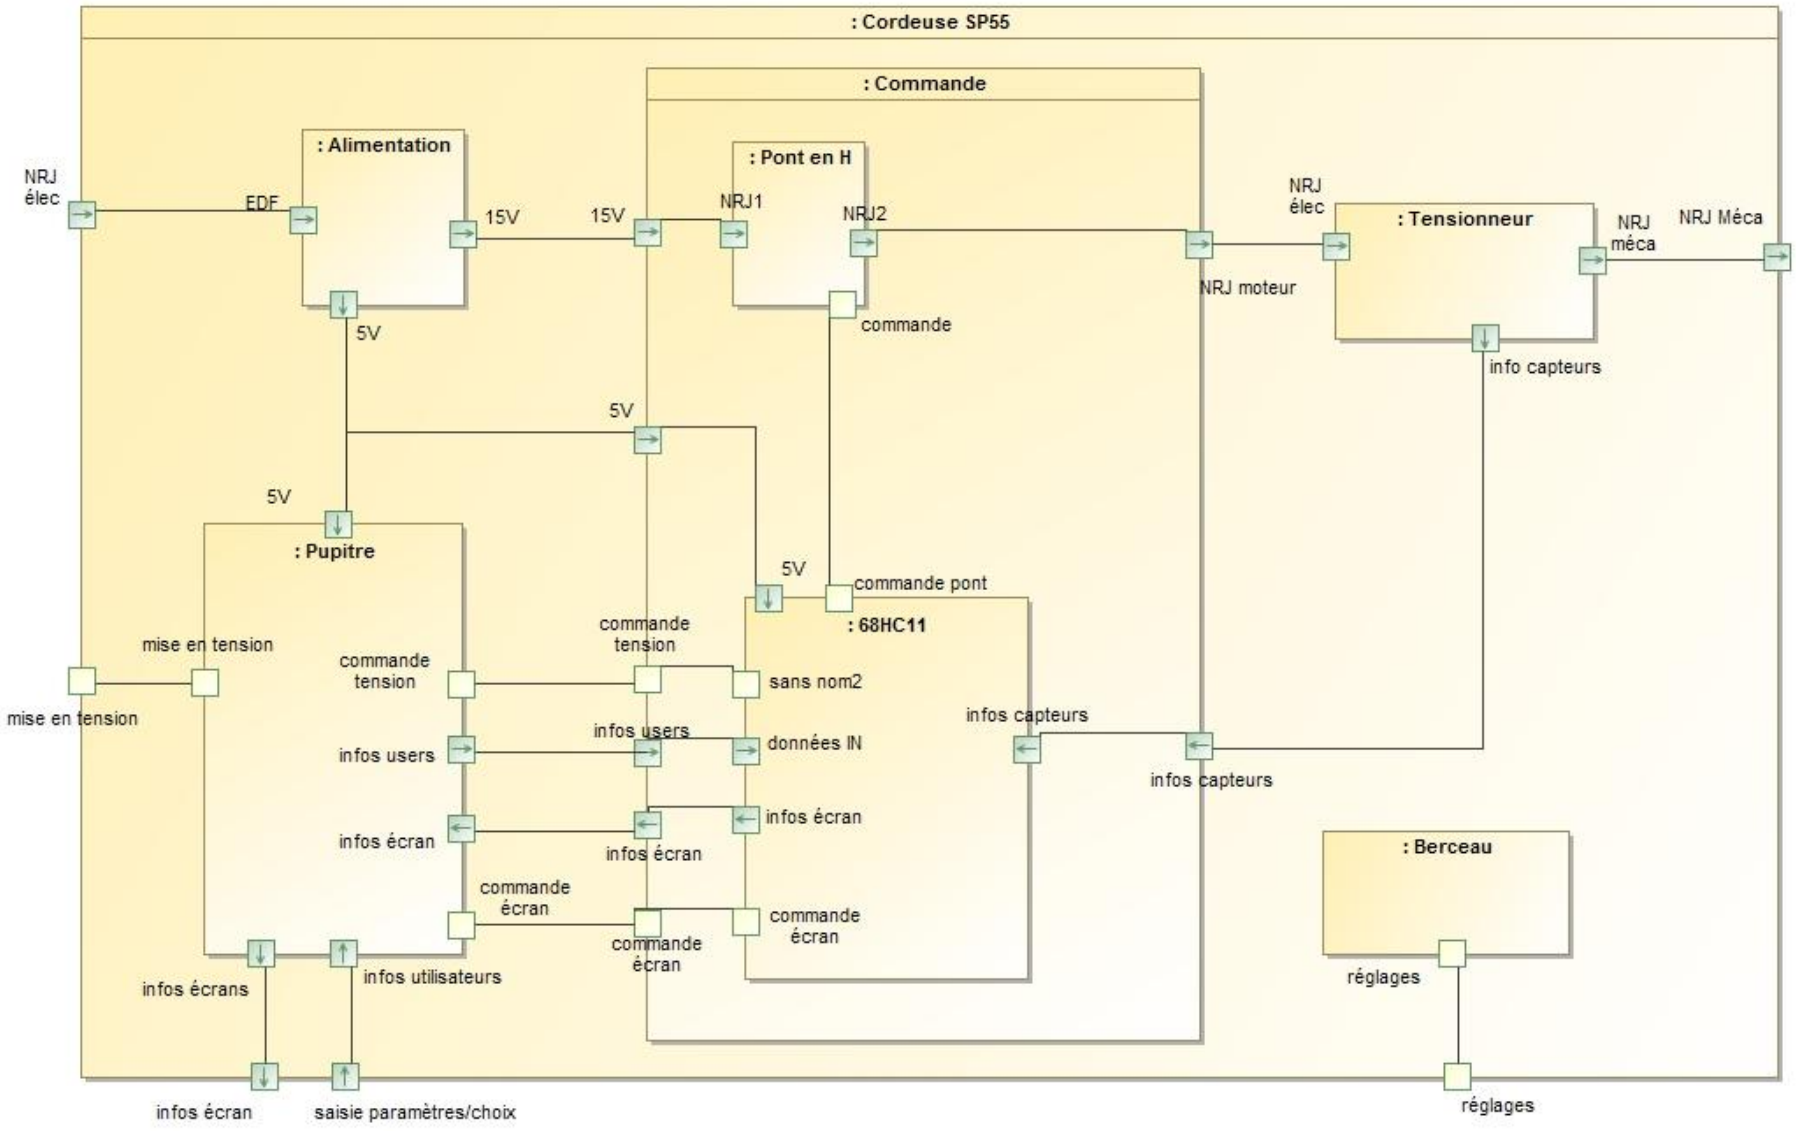 : Cordeuse SP55
: Commande
: Alimentation
: Pont en H
NRJ
élec
EDF
15V
15V
NRJ1
NRJ2
NRJ
élec
: Tensionneur
NRJ
méca
NRJ Méca
NRJ moteur
5V
commande
info capteurs
5V
5V
: Pupitre
5V
commande pont
: 68HC11
mise en tension
commande
tension
commande
tension
sans nom2
mise en tension
infos users
infos users
données IN
infos capteurs
infos capteurs
infos écran
infos écran
infos écran
: Berceau
commande
écran
commande
écran
commande
écran
infos écrans
infos utilisateurs
réglages
infos écran
saisie paramètres/choix
réglages